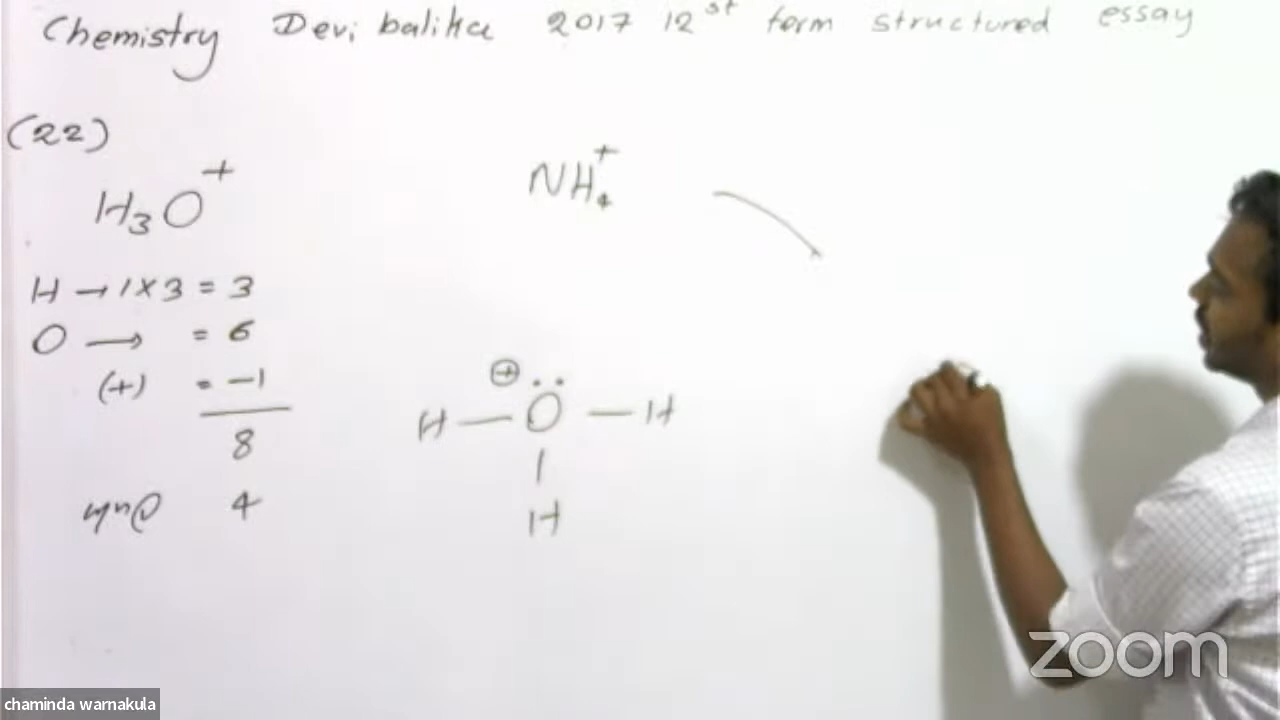 Chemistry Devi balika 2017 12st term structured essay
(22)
H₃O⁺
NH₄⁺
H → 1×3 = 3
O → = 6
(+) = -1
8
4
⊕
H — O — H
|
H
zoom
chaminda warnakula